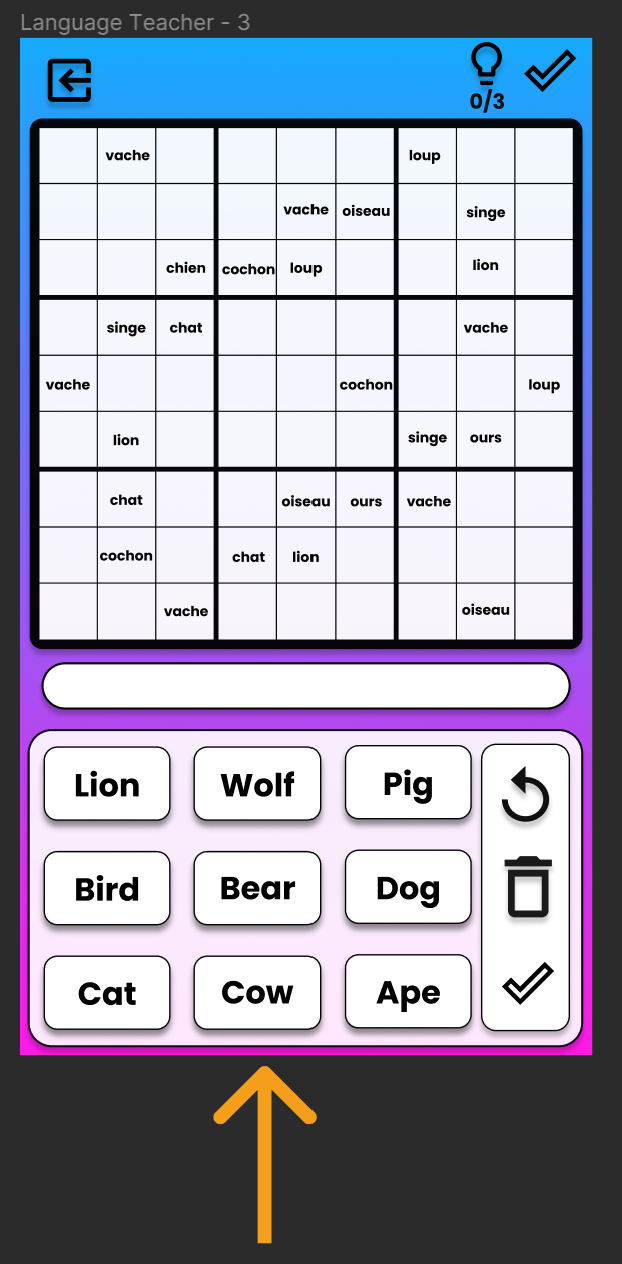 Language Teacher - 3
0/3
vache loup
vache oiseau singe
chien cochon loup lion
singe chat vache
vache cochon loup
lion singe ours
chat oiseau ours vache
cochon chat lion
vache oiseau
Lion Wolf Pig
Bird Bear Dog
Cat Cow Ape